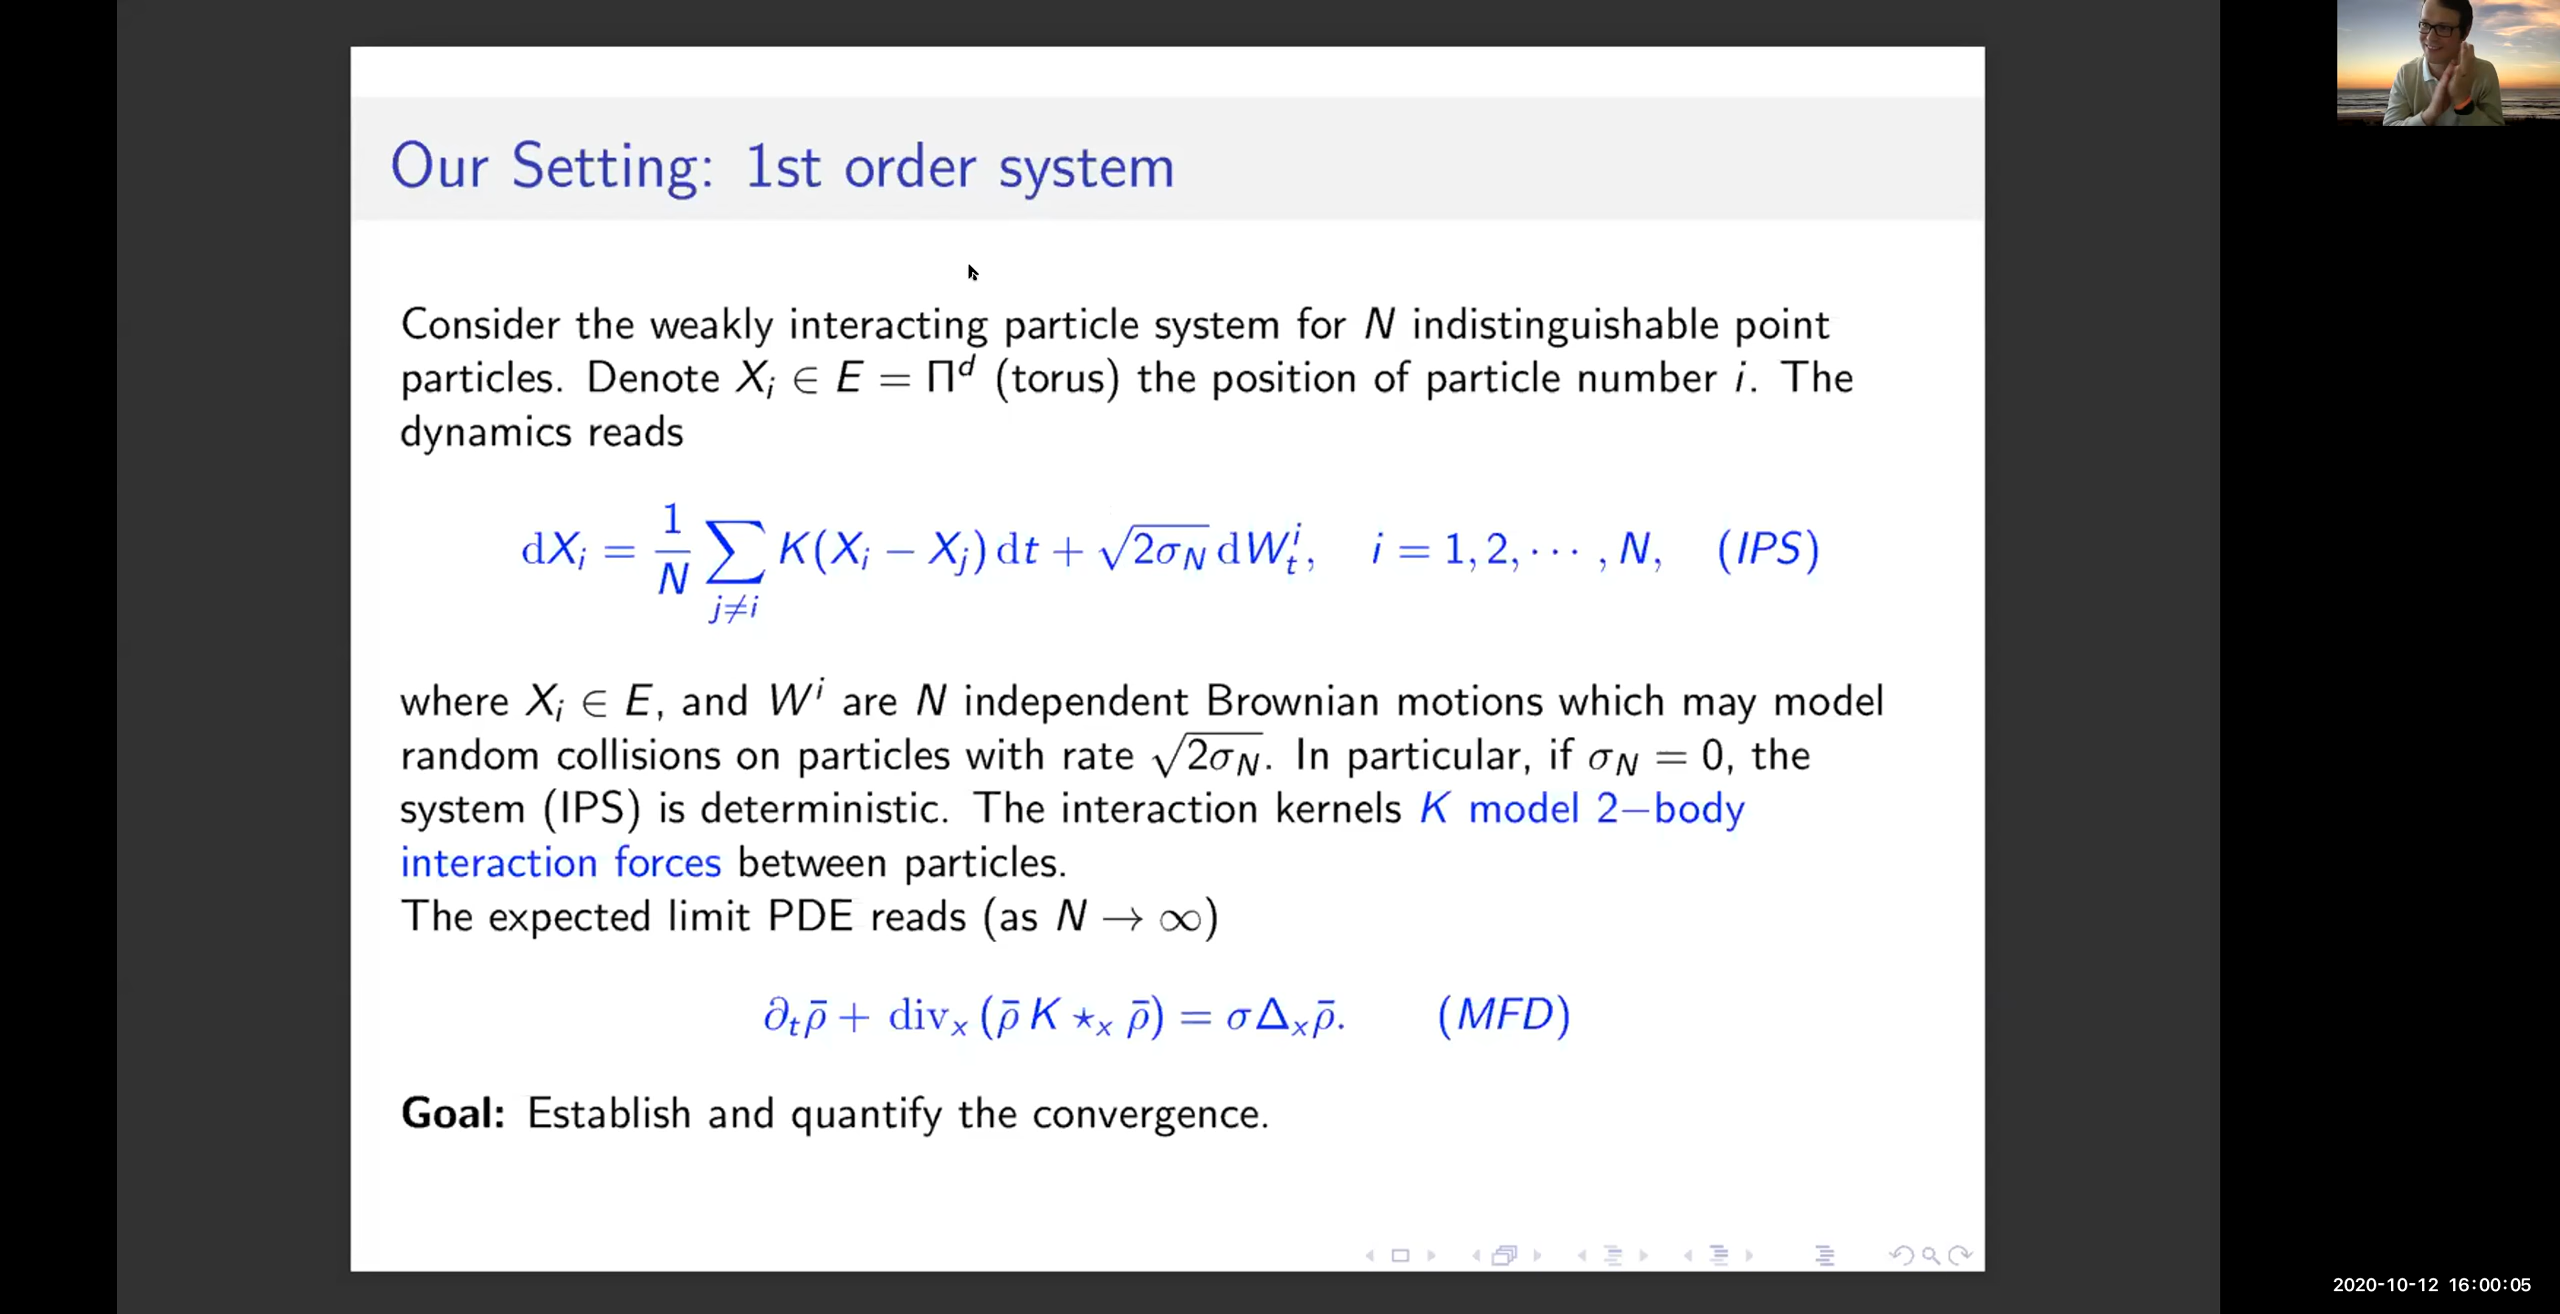 Our Setting: 1st order system
Consider the weakly interacting particle system for N indistinguishable point
particles. Denote X_i ∈ E = Π^d (torus) the position of particle number i. The
dynamics reads
dX_i = \frac{1}{N} \sum_{j≠i} K(X_i − X_j) dt + \sqrt{2σ_N} dW_t^i, i = 1, 2, ⋯ , N, (IPS)
where X_i ∈ E, and W^i are N independent Brownian motions which may model
random collisions on particles with rate \sqrt{2σ_N}. In particular, if σ_N = 0, the
system (IPS) is deterministic. The interaction kernels K model 2−body
interaction forces between particles.
The expected limit PDE reads (as N → ∞)
∂_t ρ̄ + div_x (ρ̄ K ⋆_x ρ̄) = σΔ_x ρ̄. (MFD)
Goal: Establish and quantify the convergence.
2020-10-12 16:00:05